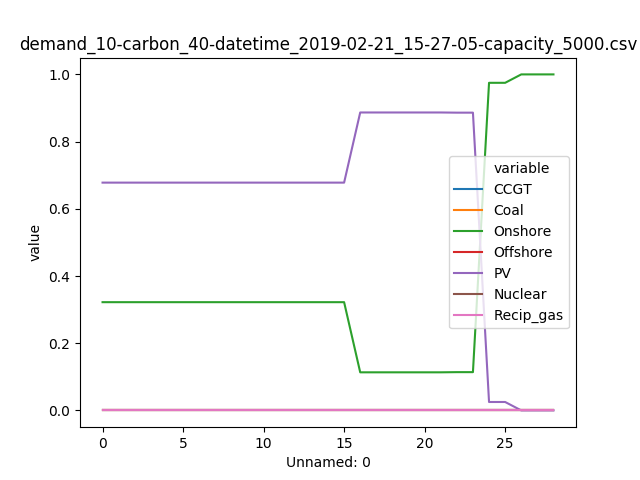 demand_10-carbon_40-datetime_2019-02-21_15-27-05-capacity_5000.csv
1.0
0.8
0.6
0.4
0.2
0.0
value
variable
CCGT
Coal
Onshore
Offshore
PV
Nuclear
Recip_gas
0 5 10 15 20 25
Unnamed: 0